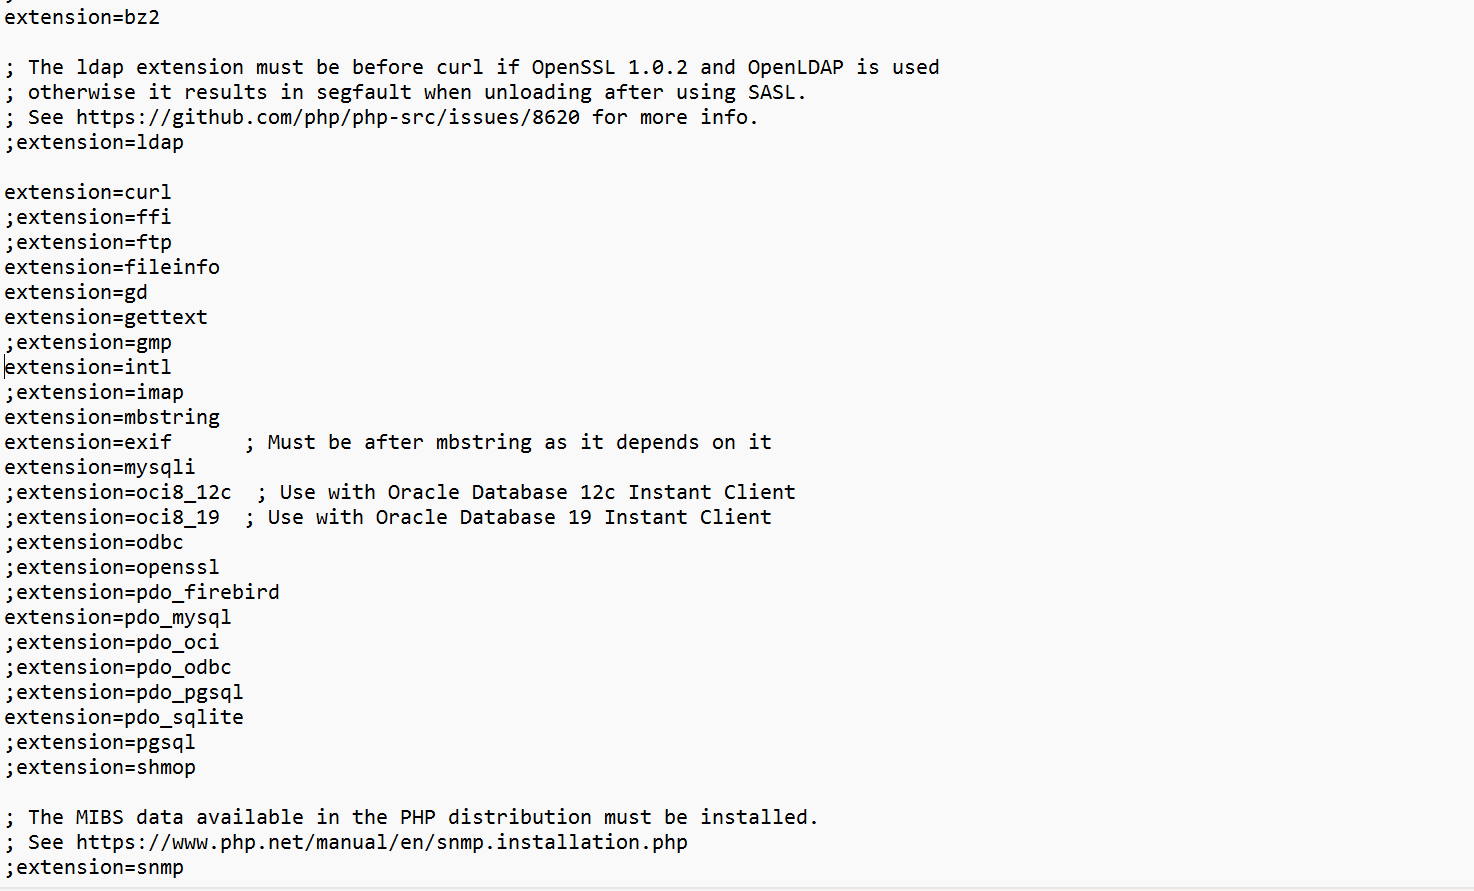 extension=bz2
; The ldap extension must be before curl if OpenSSL 1.0.2 and OpenLDAP is used
; otherwise it results in segfault when unloading after using SASL.
; See https://github.com/php/php-src/issues/8620 for more info.
;extension=ldap
extension=curl
;extension=ffi
;extension=ftp
extension=fileinfo
extension=gd
extension=gettext
;extension=gmp
extension=intl
;extension=imap
extension=mbstring
extension=exif      ; Must be after mbstring as it depends on it
extension=mysqli
;extension=oci8_12c  ; Use with Oracle Database 12c Instant Client
;extension=oci8_19  ; Use with Oracle Database 19 Instant Client
;extension=odbc
;extension=openssl
;extension=pdo_firebird
extension=pdo_mysql
;extension=pdo_oci
;extension=pdo_odbc
;extension=pdo_pgsql
extension=pdo_sqlite
;extension=pgsql
;extension=shmop
; The MIBS data available in the PHP distribution must be installed.
; See https://www.php.net/manual/en/snmp.installation.php
;extension=snmp